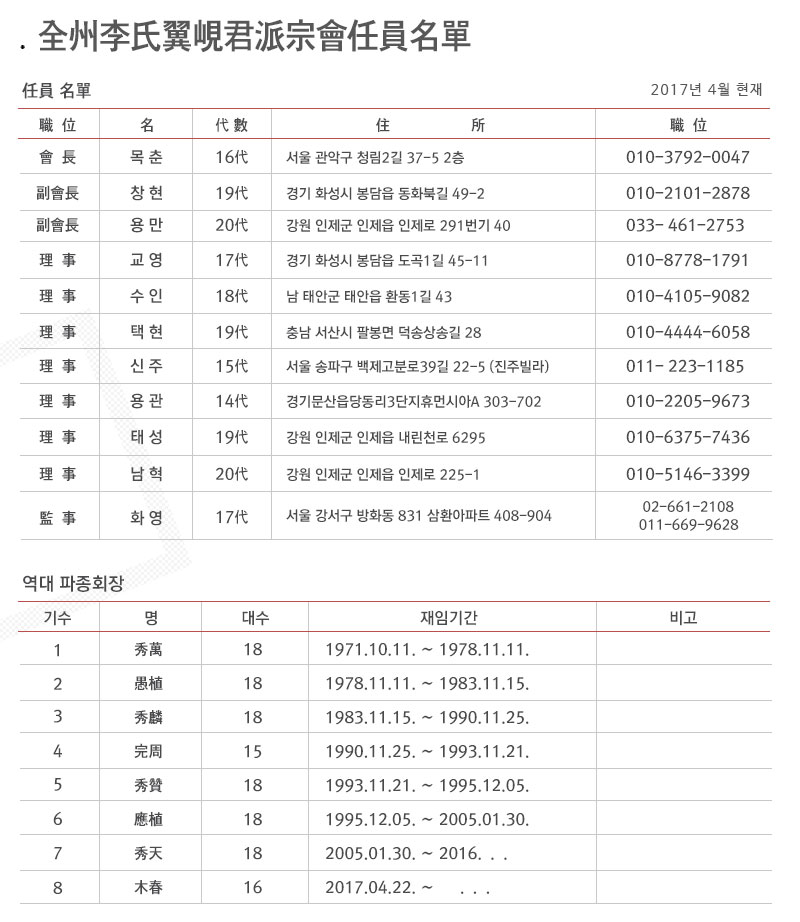 . 全州李氏翼峴君派宗會任員名單
任員 名單 2017년 4월 현재
職 位 名 代 數 住 所 職 位
會 長 목 춘 16代 서울 관악구 청림2길 37-5 2층 010-3792-0047
副會長 창 현 19代 경기 화성시 봉담읍 동화북길 49-2 010-2101-2878
副會長 용 만 20代 강원 인제군 인제읍 인제로 291번기 40 033- 461-2753
理 事 교 영 17代 경기 화성시 봉담읍 도곡1길 45-11 010-8778-1791
理 事 수 인 18代 남 태안군 태안읍 환동1길 43 010-4105-9082
理 事 택 현 19代 충남 서산시 팔봉면 덕송상송길 28 010-4444-6058
理 事 신 주 15代 서울 송파구 백제고분로39길 22-5 (진주빌라) 011- 223-1185
理 事 용 관 14代 경기문산읍당동리3단지휴먼시아A 303-702 010-2205-9673
理 事 태 성 19代 강원 인제군 인제읍 내린천로 6295 010-6375-7436
理 事 남 혁 20代 강원 인제군 인제읍 인제로 225-1 010-5146-3399
監 事 화 영 17代 서울 강서구 방화동 831 삼환아파트 408-904 02-661-2108
011-669-9628
역대 파종회장
기수 명 대수 재임기간 비고
1 秀萬 18 1971.10.11. ~ 1978.11.11.
2 愚植 18 1978.11.11. ~ 1983.11.15.
3 秀麟 18 1983.11.15. ~ 1990.11.25.
4 完周 15 1990.11.25. ~ 1993.11.21.
5 秀贊 18 1993.11.21. ~ 1995.12.05.
6 應植 18 1995.12.05. ~ 2005.01.30.
7 秀天 18 2005.01.30. ~ 2016. . .
8 木春 16 2017.04.22. ~ . . .